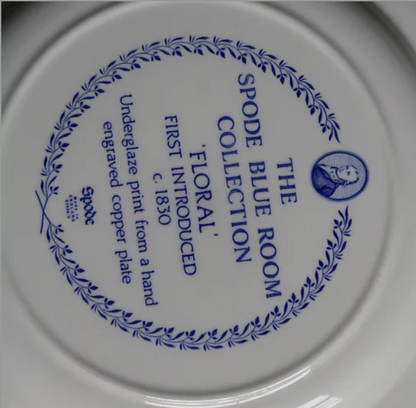 THE
SPODE BLUE ROOM
COLLECTION
'FLORAL'
FIRST INTRODUCED
c. 1830
Underglaze print from a hand
engraved copper plate
Spode